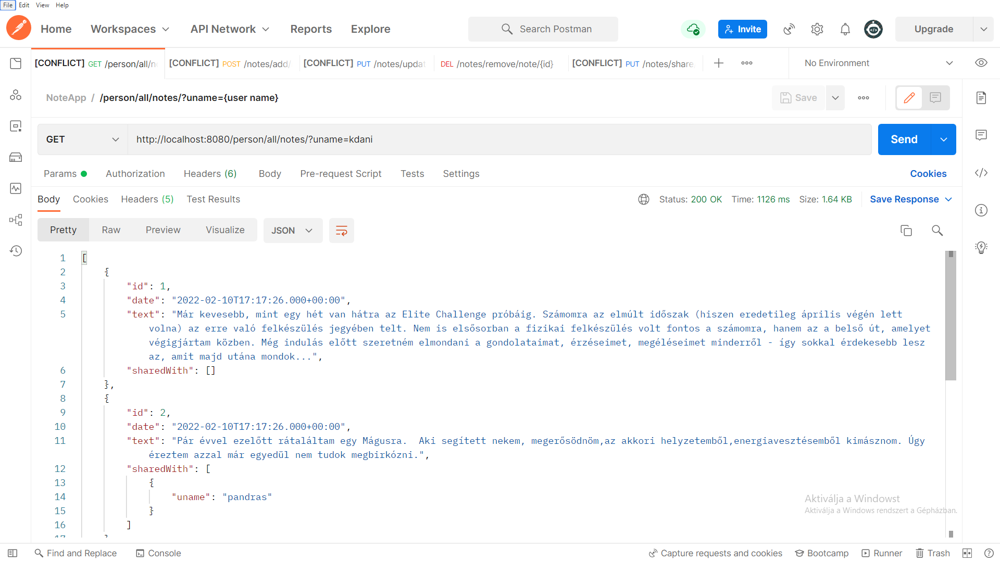 File Edit View Help
Home Workspaces API Network Reports Explore Search Postman Invite Upgrade
[CONFLICT] GET /person/all/no [CONFLICT] POST /notes/add/ [CONFLICT] PUT /notes/updat DEL /notes/remove/note/{id} [CONFLICT] PUT /notes/share, No Environment
NoteApp / /person/all/notes/?uname={user name} Save
GET http://localhost:8080/person/all/notes/?uname=kdani Send
Params Authorization Headers (6) Body Pre-request Script Tests Settings Cookies
Body Cookies Headers (5) Test Results Status: 200 OK Time: 1126 ms Size: 1.64 KB Save Response
Pretty Raw Preview Visualize JSON
1 [
2 {
3 "id": 1,
4 "date": "2022-02-10T17:17:26.000+00:00",
5 "text": "Már kevesebb, mint egy hét van hátra az Elite Challenge próbáig. Számomra az elmúlt időszak (hiszen eredetileg április végén lett
volna) az erre való felkészülés jegyében telt. Nem is elsősorban a fizikai felkészülés volt fontos a számomra, hanem az a belső út, amelyet
végigjártam közben. Még indulás előtt szeretném elmondani a gondolataimat, érzéseimet, megéléseimet minderről - így sokkal érdekesebb lesz
az, amit majd utána mondok...",
6 "sharedWith": []
7 },
8 {
9 "id": 2,
10 "date": "2022-02-10T17:17:26.000+00:00",
11 "text": "Pár évvel ezelőtt rátaláltam egy Mágusra.  Aki segített nekem, megerősödnöm,az akkori helyzetemből,energiavesztésemből kimásznom. Úgy
éreztem azzal már egyedül nem tudok megbirkózni.",
12 "sharedWith": [
13 {
14 "uname": "pandras"
15 }
16 ]
17 }
Aktiválja a Windowst
Aktiválja a Windows rendszert a Gépházban.
Find and Replace Console Capture requests and cookies Bootcamp Runner Trash